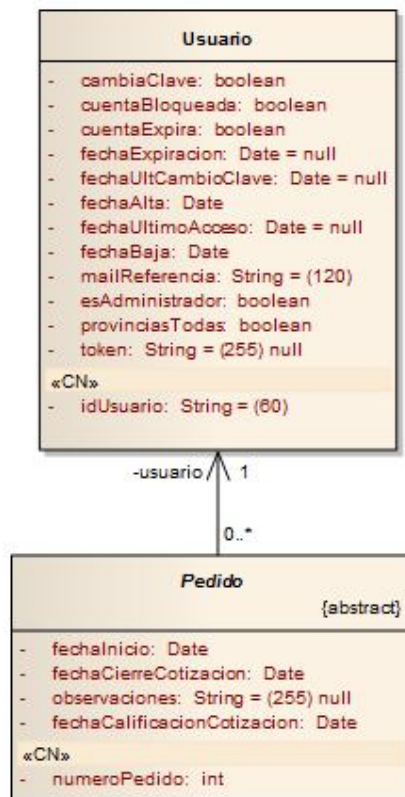 Usuario
- cambiaClave: boolean
- cuentaBloqueada: boolean
- cuentaExpira: boolean
- fechaExpiracion: Date = null
- fechaUltCambioClave: Date = null
- fechaAlta: Date
- fechaUltimoAcceso: Date = null
- fechaBaja: Date
- mailReferencia: String = (120)
- esAdministrador: boolean
- provinciasTodas: boolean
- token: String = (255) null
«CN»
- idUsuario: String = (60)
-usuario 1
0..*
Pedido
{abstract}
- fechaInicio: Date
- fechaCierreCotizacion: Date
- observaciones: String = (255) null
- fechaCalificacionCotizacion: Date
«CN»
- numeroPedido: int